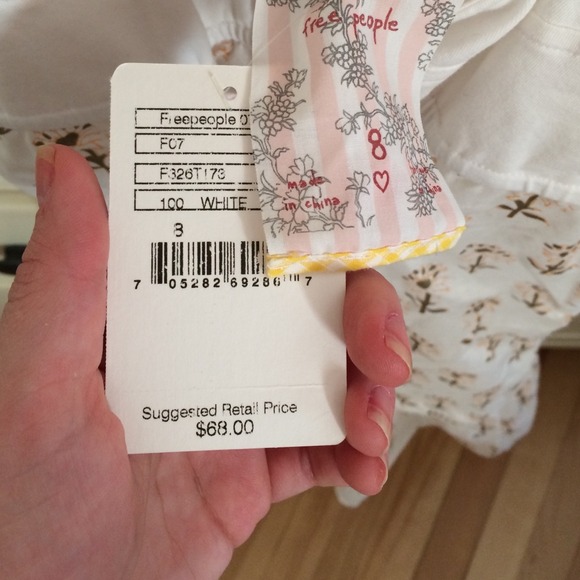 free people
8
made
in china
Freepeople
F07
F326T173
100 WHITE
8
7 05282 69286 7
Suggested Retail Price
$68.00